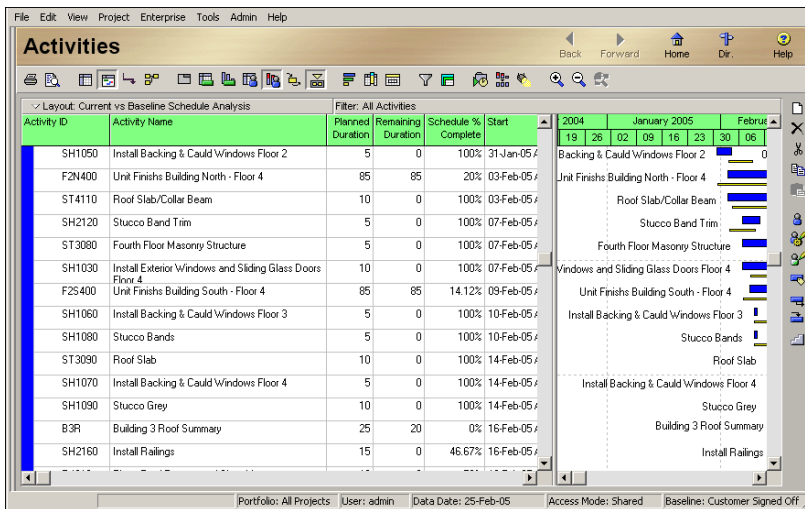 File Edit View Project Enterprise Tools Admin Help
Activities
Back Forward Home Dir. Help
Layout: Current vs Baseline Schedule Analysis Filter: All Activities
Activity ID Activity Name Planned Duration Remaining Duration Schedule % Complete Start
2004 January 2005 Februa
19 26 02 09 16 23 30 06
SH1050 Install Backing & Cauld Windows Floor 2 5 0 100% 31-Jan-05 A Backing & Cauld Windows Floor 2 0
F2N400 Unit Finishs Building North - Floor 4 85 85 20% 03-Feb-05 A Jnit Finishs Building North - Floor 4
ST4110 Roof Slab/Collar Beam 10 0 100% 03-Feb-05 A Roof Slab/Collar Beam
SH2120 Stucco Band Trim 5 0 100% 07-Feb-05 A Stucco Band Trim
ST3080 Fourth Floor Masonry Structure 5 0 100% 07-Feb-05 A Fourth Floor Masonry Structure
SH1030 Install Exterior Windows and Sliding Glass Doors Floor 4 10 0 100% 07-Feb-05 A Windows and Sliding Glass Doors Floor 4
F2S400 Unit Finishs Building South - Floor 4 85 85 14.12% 09-Feb-05 A Unit Finishs Building South - Floor 4
SH1060 Install Backing & Cauld Windows Floor 3 5 0 100% 10-Feb-05 A Install Backing & Cauld Windows Floor 3
SH1080 Stucco Bands 5 0 100% 10-Feb-05 A Stucco Bands
ST3090 Roof Slab 10 0 100% 14-Feb-05 A Roof Slab
SH1070 Install Backing & Cauld Windows Floor 4 5 0 100% 14-Feb-05 A Install Backing & Cauld Windows Floor 4
SH1090 Stucco Grey 10 0 100% 14-Feb-05 A Stucco Grey
B3R Building 3 Roof Summary 25 20 0% 16-Feb-05 A Building 3 Roof Summary
SH2160 Install Railings 15 0 46.67% 16-Feb-05 A Install Railings
Portfolio: All Projects User: admin Data Date: 25-Feb-05 Access Mode: Shared Baseline: Customer Signed Off